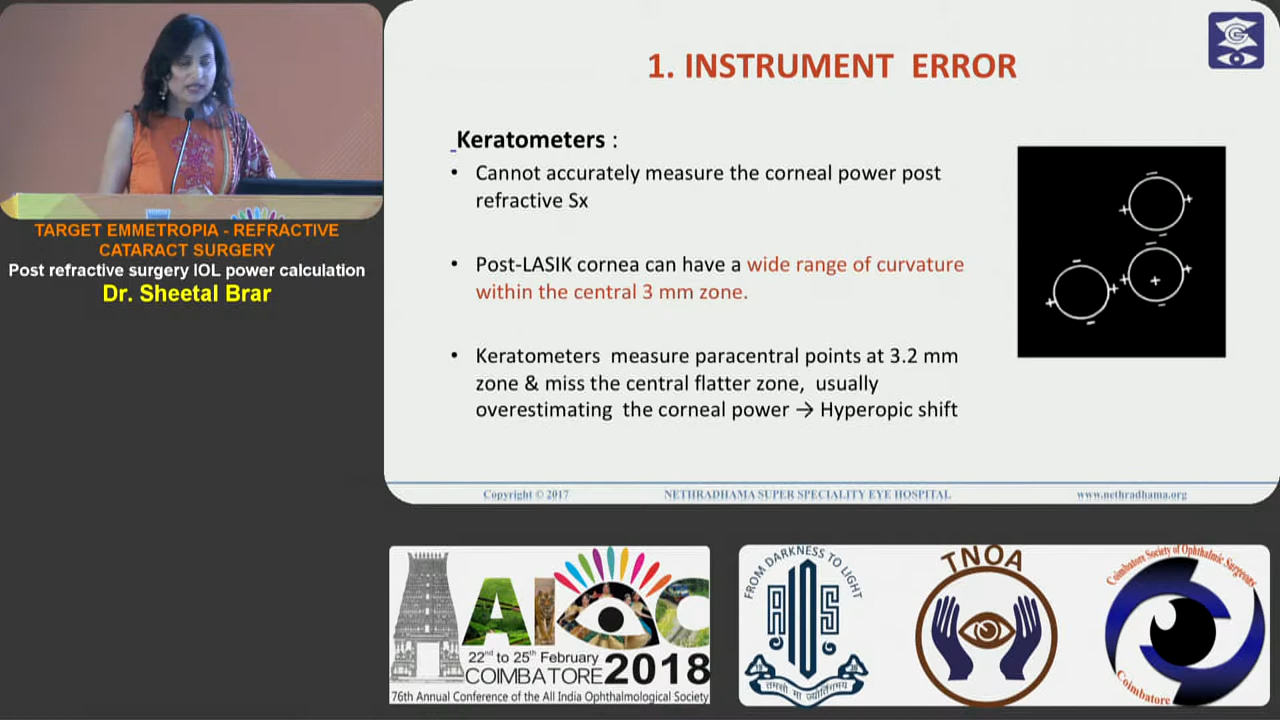 1. INSTRUMENT ERROR
Keratometers :
• Cannot accurately measure the corneal power post
refractive Sx
• Post-LASIK cornea can have a wide range of curvature
within the central 3 mm zone.
• Keratometers measure paracentral points at 3.2 mm
zone & miss the central flatter zone, usually
overestimating the corneal power → Hyperopic shift
Copyright © 2017 NETHRADHAMA SUPER SPECIALITY EYE HOSPITAL www.nethradhama.org
TARGET EMMETROPIA - REFRACTIVE
CATARACT SURGERY
Post refractive surgery IOL power calculation
Dr. Sheetal Brar
AIOC
22nd to 25th February
COIMBATORE 2018
76th Annual Conference of the All India Ophthalmological Society
FROM DARKNESS TO LIGHT
AIOS
तमसो मा ज्योतिर्गमय
TNOA
Coimbatore Society of Ophthalmic Surgeons
Coimbatore